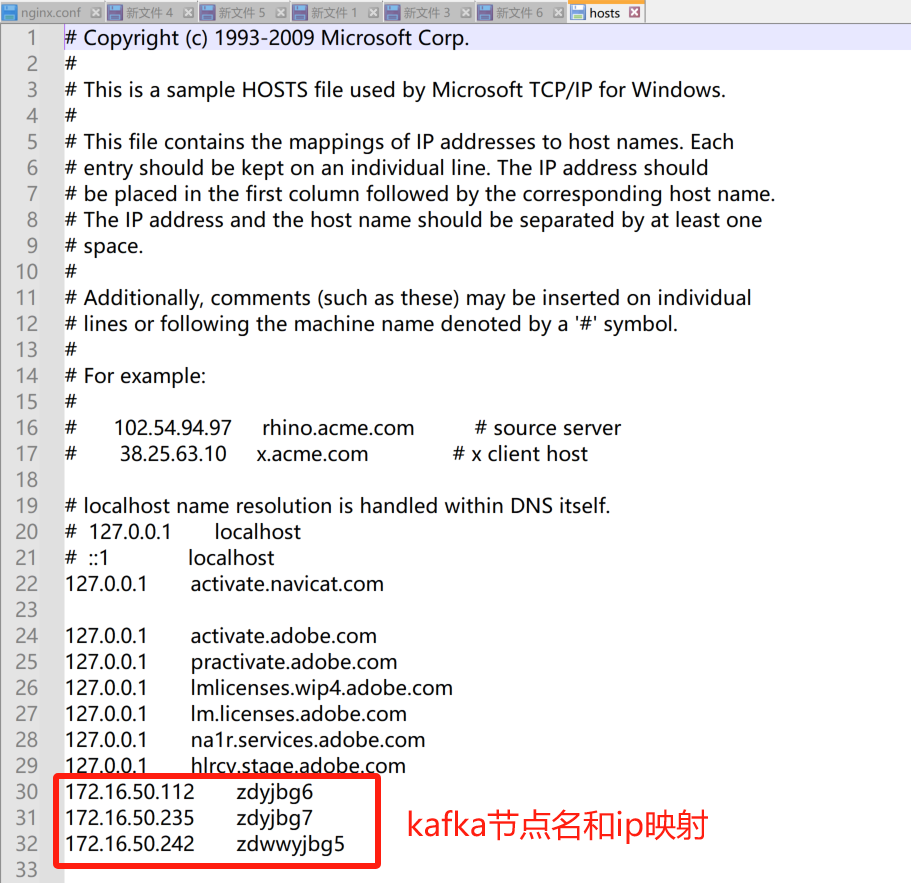 nginx.conf 新文件 4 新文件 5 新文件 1 新文件 3 新文件 6 hosts
1 # Copyright (c) 1993-2009 Microsoft Corp.
2 #
3 # This is a sample HOSTS file used by Microsoft TCP/IP for Windows.
4 #
5 # This file contains the mappings of IP addresses to host names. Each
6 # entry should be kept on an individual line. The IP address should
7 # be placed in the first column followed by the corresponding host name.
8 # The IP address and the host name should be separated by at least one
9 # space.
10 #
11 # Additionally, comments (such as these) may be inserted on individual
12 # lines or following the machine name denoted by a '#' symbol.
13 #
14 # For example:
15 #
16 # 102.54.94.97 rhino.acme.com # source server
17 # 38.25.63.10 x.acme.com # x client host
18
19 # localhost name resolution is handled within DNS itself.
20 # 127.0.0.1 localhost
21 # ::1 localhost
22 127.0.0.1 activate.navicat.com
23
24 127.0.0.1 activate.adobe.com
25 127.0.0.1 practivate.adobe.com
26 127.0.0.1 lmlicenses.wip4.adobe.com
27 127.0.0.1 lm.licenses.adobe.com
28 127.0.0.1 na1r.services.adobe.com
29 127.0.0.1 hlrcv.stage.adobe.com
30 172.16.50.112 zdyjbg6
31 172.16.50.235 zdyjbg7
kafka节点名和ip映射
32 172.16.50.242 zdwwyjbg5
33